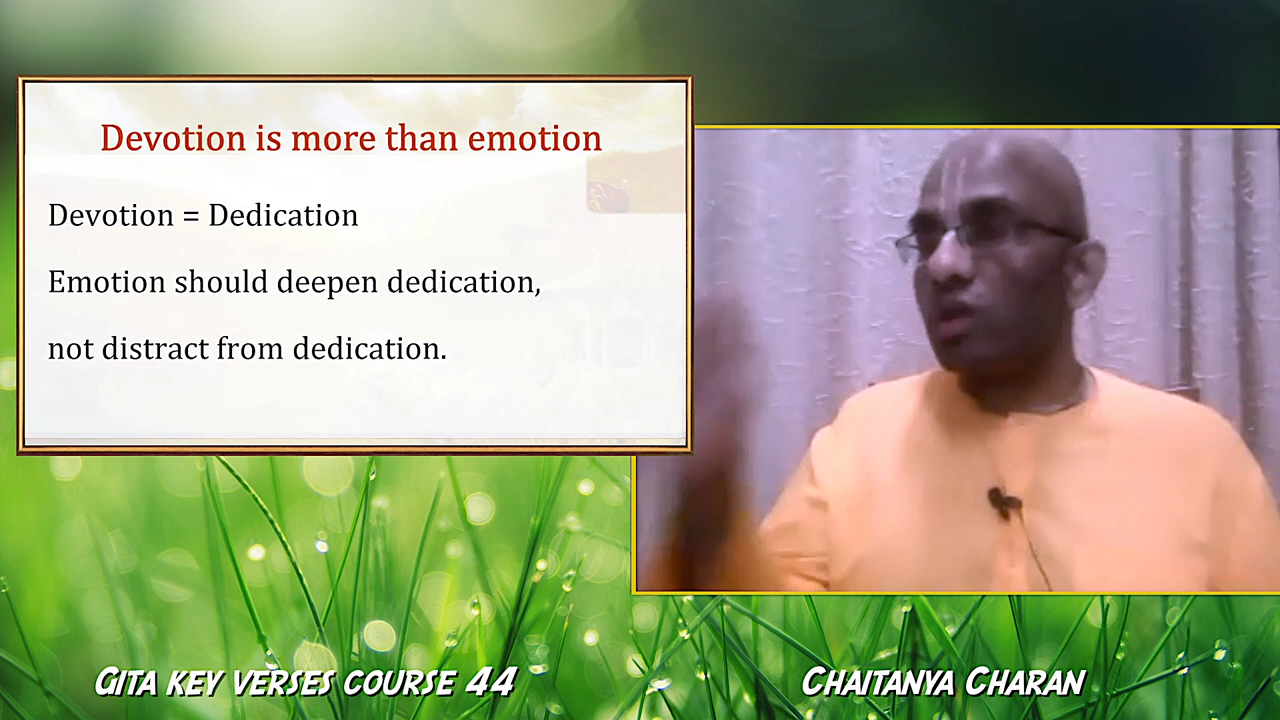 Devotion is more than emotion
Devotion = Dedication
Emotion should deepen dedication,
not distract from dedication.
GITA KEY VERSES COURSE 44
CHAITANYA CHARAN